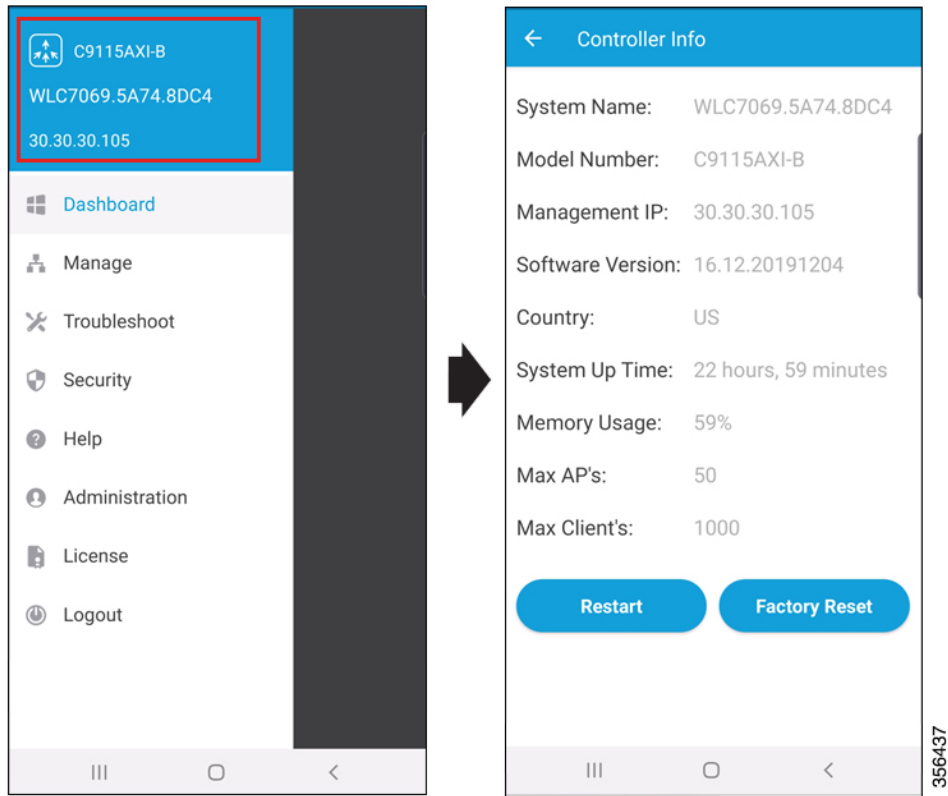 C9115AXI-B
WLC7069.5A74.8DC4
30.30.30.105
Dashboard
Manage
Troubleshoot
Security
Help
Administration
License
Logout
Controller Info
System Name: WLC7069.5A74.8DC4
Model Number: C9115AXI-B
Management IP: 30.30.30.105
Software Version: 16.12.20191204
Country: US
System Up Time: 22 hours, 59 minutes
Memory Usage: 59%
Max AP's: 50
Max Client's: 1000
Restart Factory Reset
356437